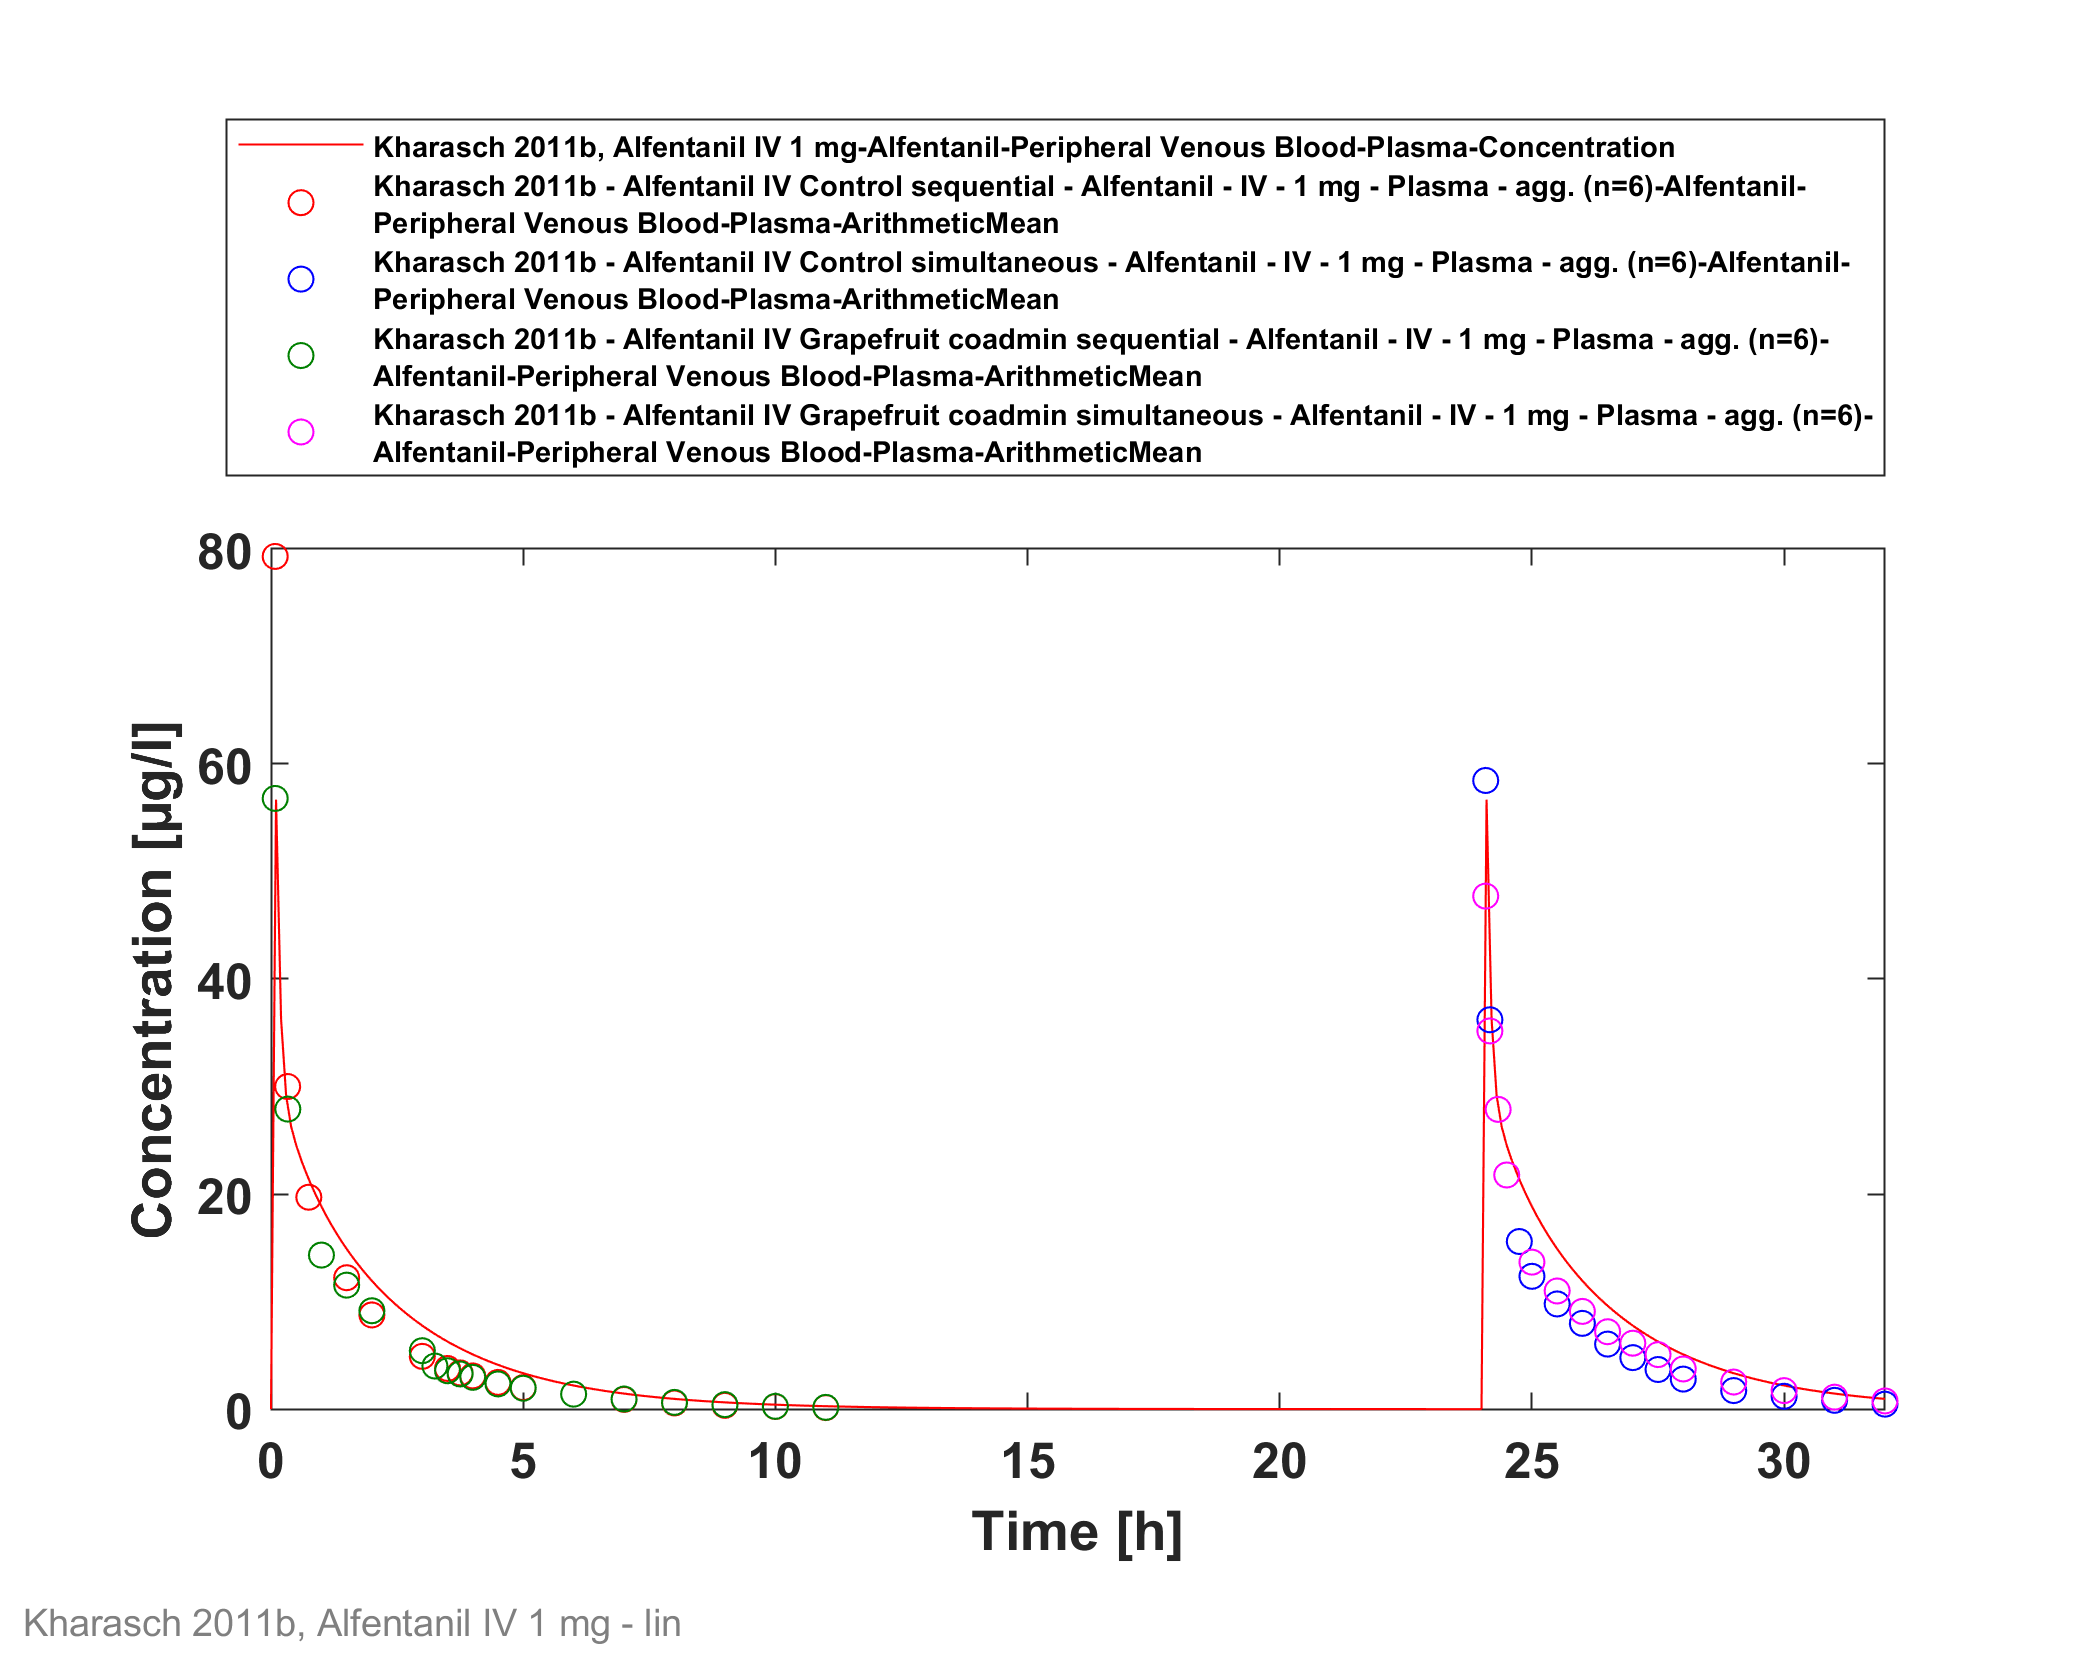 Kharasch 2011b, Alfentanil IV 1 mg-Alfentanil-Peripheral Venous Blood-Plasma-Concentration
Kharasch 2011b - Alfentanil IV Control sequential - Alfentanil - IV - 1 mg - Plasma - agg. (n=6)-Alfentanil-
Peripheral Venous Blood-Plasma-ArithmeticMean
Kharasch 2011b - Alfentanil IV Control simultaneous - Alfentanil - IV - 1 mg - Plasma - agg. (n=6)-Alfentanil-
Peripheral Venous Blood-Plasma-ArithmeticMean
Kharasch 2011b - Alfentanil IV Grapefruit coadmin sequential - Alfentanil - IV - 1 mg - Plasma - agg. (n=6)-
Alfentanil-Peripheral Venous Blood-Plasma-ArithmeticMean
Kharasch 2011b - Alfentanil IV Grapefruit coadmin simultaneous - Alfentanil - IV - 1 mg - Plasma - agg. (n=6)-
Alfentanil-Peripheral Venous Blood-Plasma-ArithmeticMean
Concentration [µg/l]
80
60
40
20
0
0 5 10 15 20 25 30
Time [h]
Kharasch 2011b, Alfentanil IV 1 mg - lin